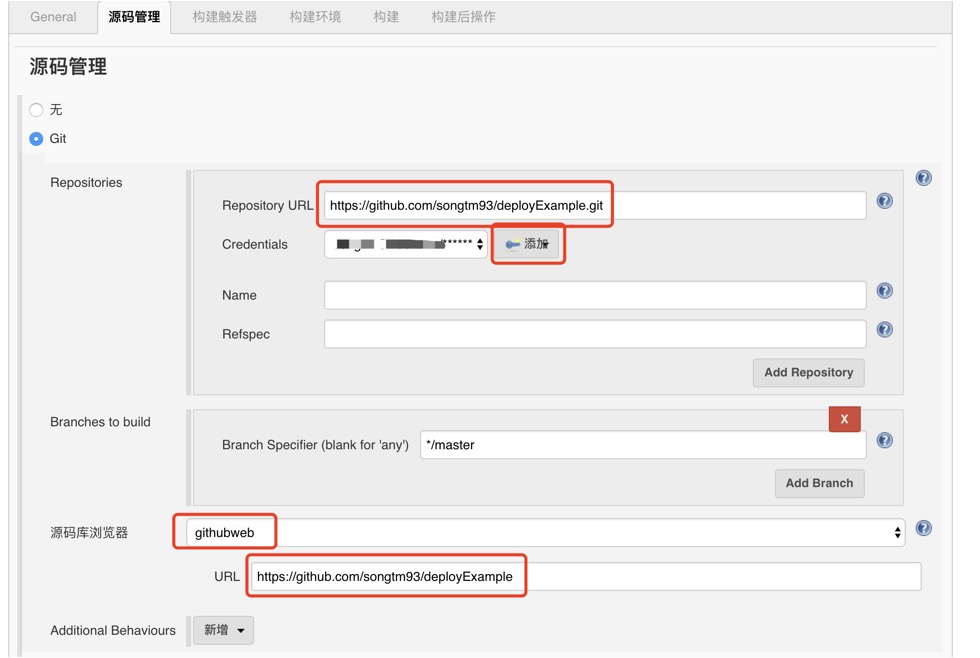 General 源码管理 构建触发器 构建环境 构建 构建后操作
源码管理
无
Git
Repositories
Repository URL https://github.com/songtm93/deployExample.git
Credentials ****** 添加
Name
Refspec
Add Repository
Branches to build
X
Branch Specifier (blank for 'any') */master
Add Branch
源码库浏览器 githubweb
URL https://github.com/songtm93/deployExample
Additional Behaviours 新增